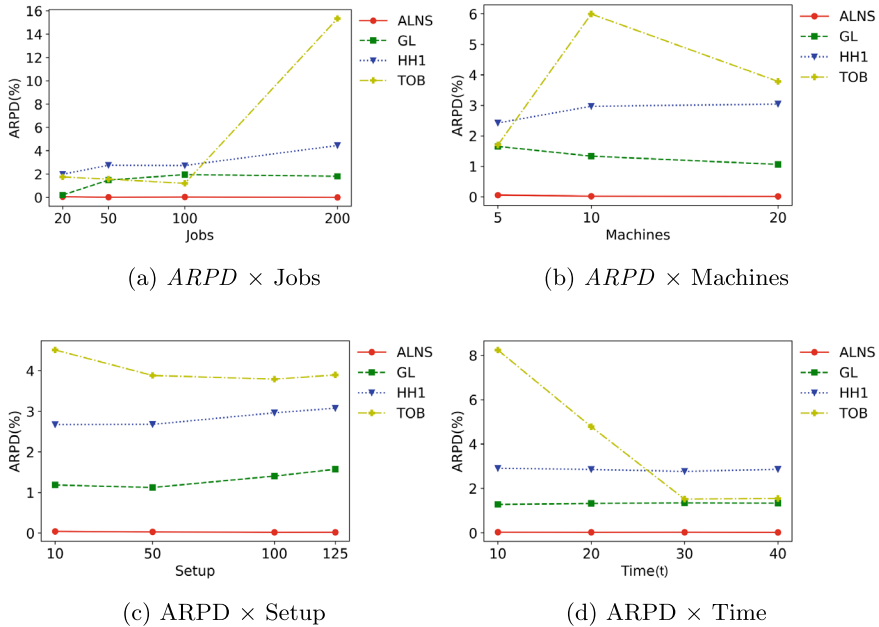 16
14
12
10
8
6
4
2
0
ARPD(%)
20 50 100 200
Jobs
ALNS
GL
HH1
TOB
(a) ARPD × Jobs
6
5
4
3
2
1
0
ARPD(%)
5 10 20
Machines
ALNS
GL
HH1
TOB
(b) ARPD × Machines
4
3
2
1
0
ARPD(%)
10 50 100 125
Setup
ALNS
GL
HH1
TOB
(c) ARPD × Setup
8
6
4
2
0
ARPD(%)
10 20 30 40
Time(t)
ALNS
GL
HH1
TOB
(d) ARPD × Time